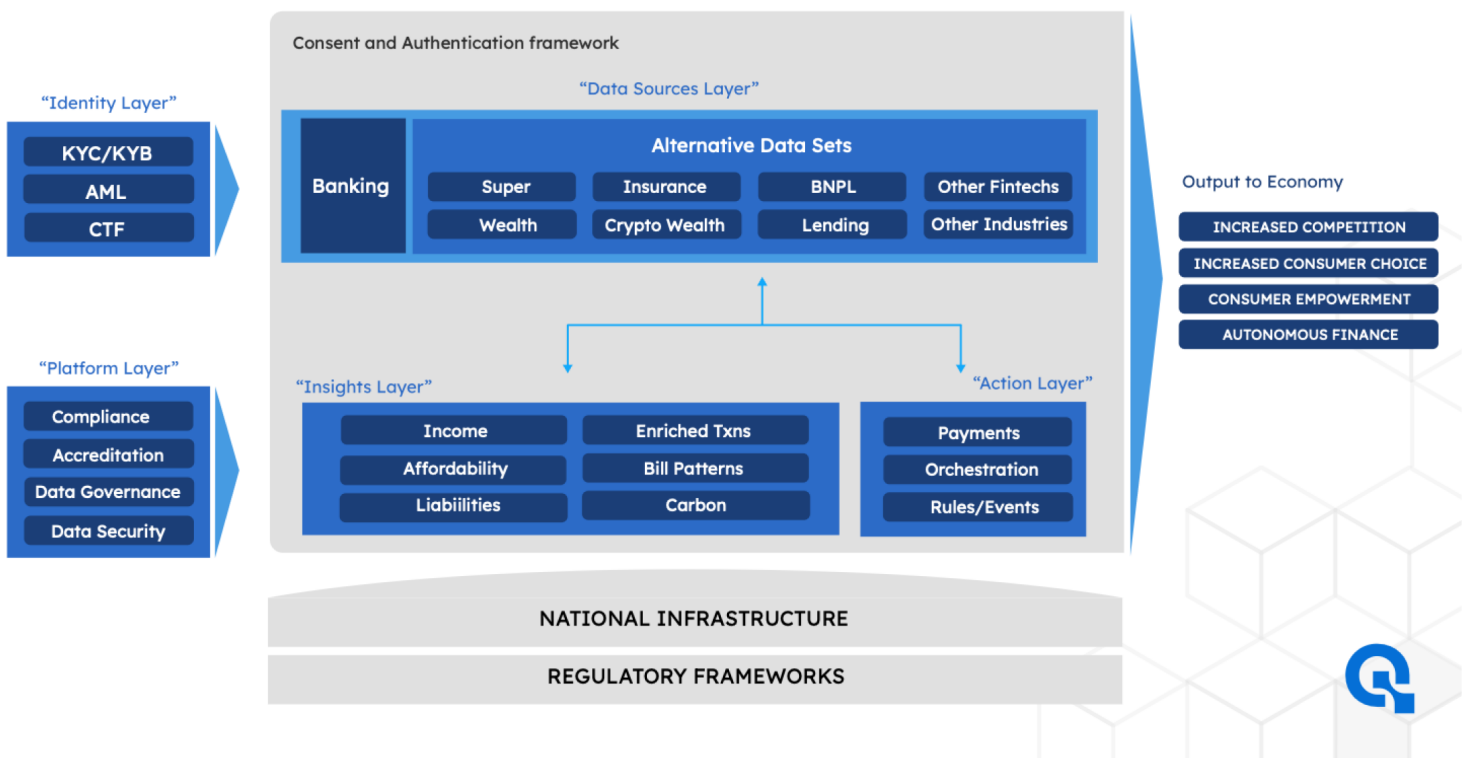 Consent and Authentication framework
“Identity Layer”
KYC/KYB
AML
CTF
“Platform Layer”
Compliance
Accreditation
Data Governance
Data Security
“Data Sources Layer”
Banking
Alternative Data Sets
Super
Insurance
BNPL
Other Fintechs
Wealth
Crypto Wealth
Lending
Other Industries
“Insights Layer”
Income
Enriched Txns
Affordability
Bill Patterns
Liabiilities
Carbon
“Action Layer”
Payments
Orchestration
Rules/Events
Output to Economy
INCREASED COMPETITION
INCREASED CONSUMER CHOICE
CONSUMER EMPOWERMENT
AUTONOMOUS FINANCE
NATIONAL INFRASTRUCTURE
REGULATORY FRAMEWORKS